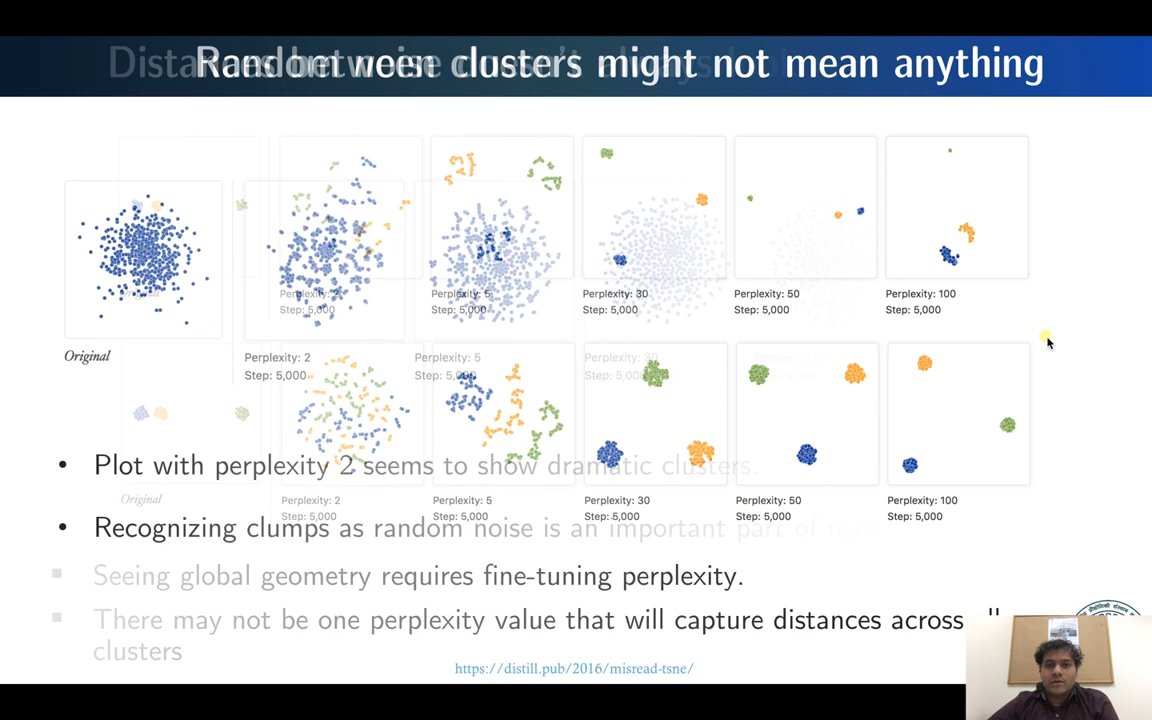 Distances between clusters might not mean anything
Random noise doesn't always
Perplexity: 2
Perplexity: 5
Perplexity: 30
Perplexity: 50
Perplexity: 100
Step: 5,000
Step: 5,000
Step: 5,000
Step: 5,000
Step: 5,000
Original
Original
Perplexity: 2
Perplexity: 5
Perplexity: 30
Step: 5,000
Step: 5,000
Step: 5,000
Plot with perplexity 2 seems to show dramatic clusters.
Original
Perplexity: 2
Perplexity: 5
Perplexity: 30
Perplexity: 50
Perplexity: 100
Step: 5,000
Step: 5,000
Step: 5,000
Step: 5,000
Step: 5,000
Recognizing clumps as random noise is an important part of
Seeing global geometry requires fine-tuning perplexity.
There may not be one perplexity value that will capture distances across
clusters
https://distill.pub/2016/misread-tsne/